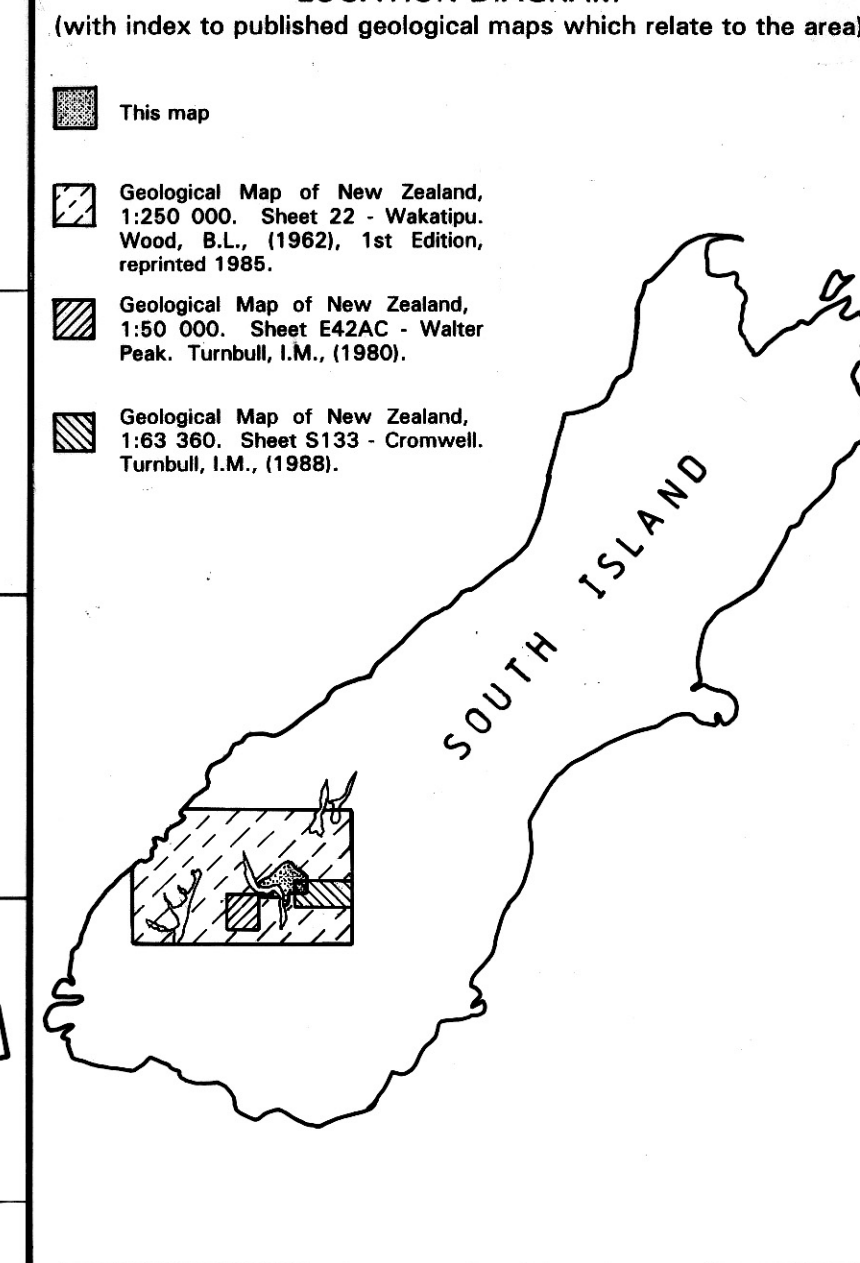 LOCATION DIAGRAM
(with index to published geological maps which relate to the area)
This map
Geological Map of New Zealand,
1:250 000. Sheet 22 - Wakatipu.
Wood, B.L., (1962), 1st Edition,
reprinted 1985.
Geological Map of New Zealand,
1:50 000. Sheet E42AC - Walter
Peak. Turnbull, I.M., (1980).
Geological Map of New Zealand,
1:63 360. Sheet S133 - Cromwell.
Turnbull, I.M., (1988).
SOUTH ISLAND